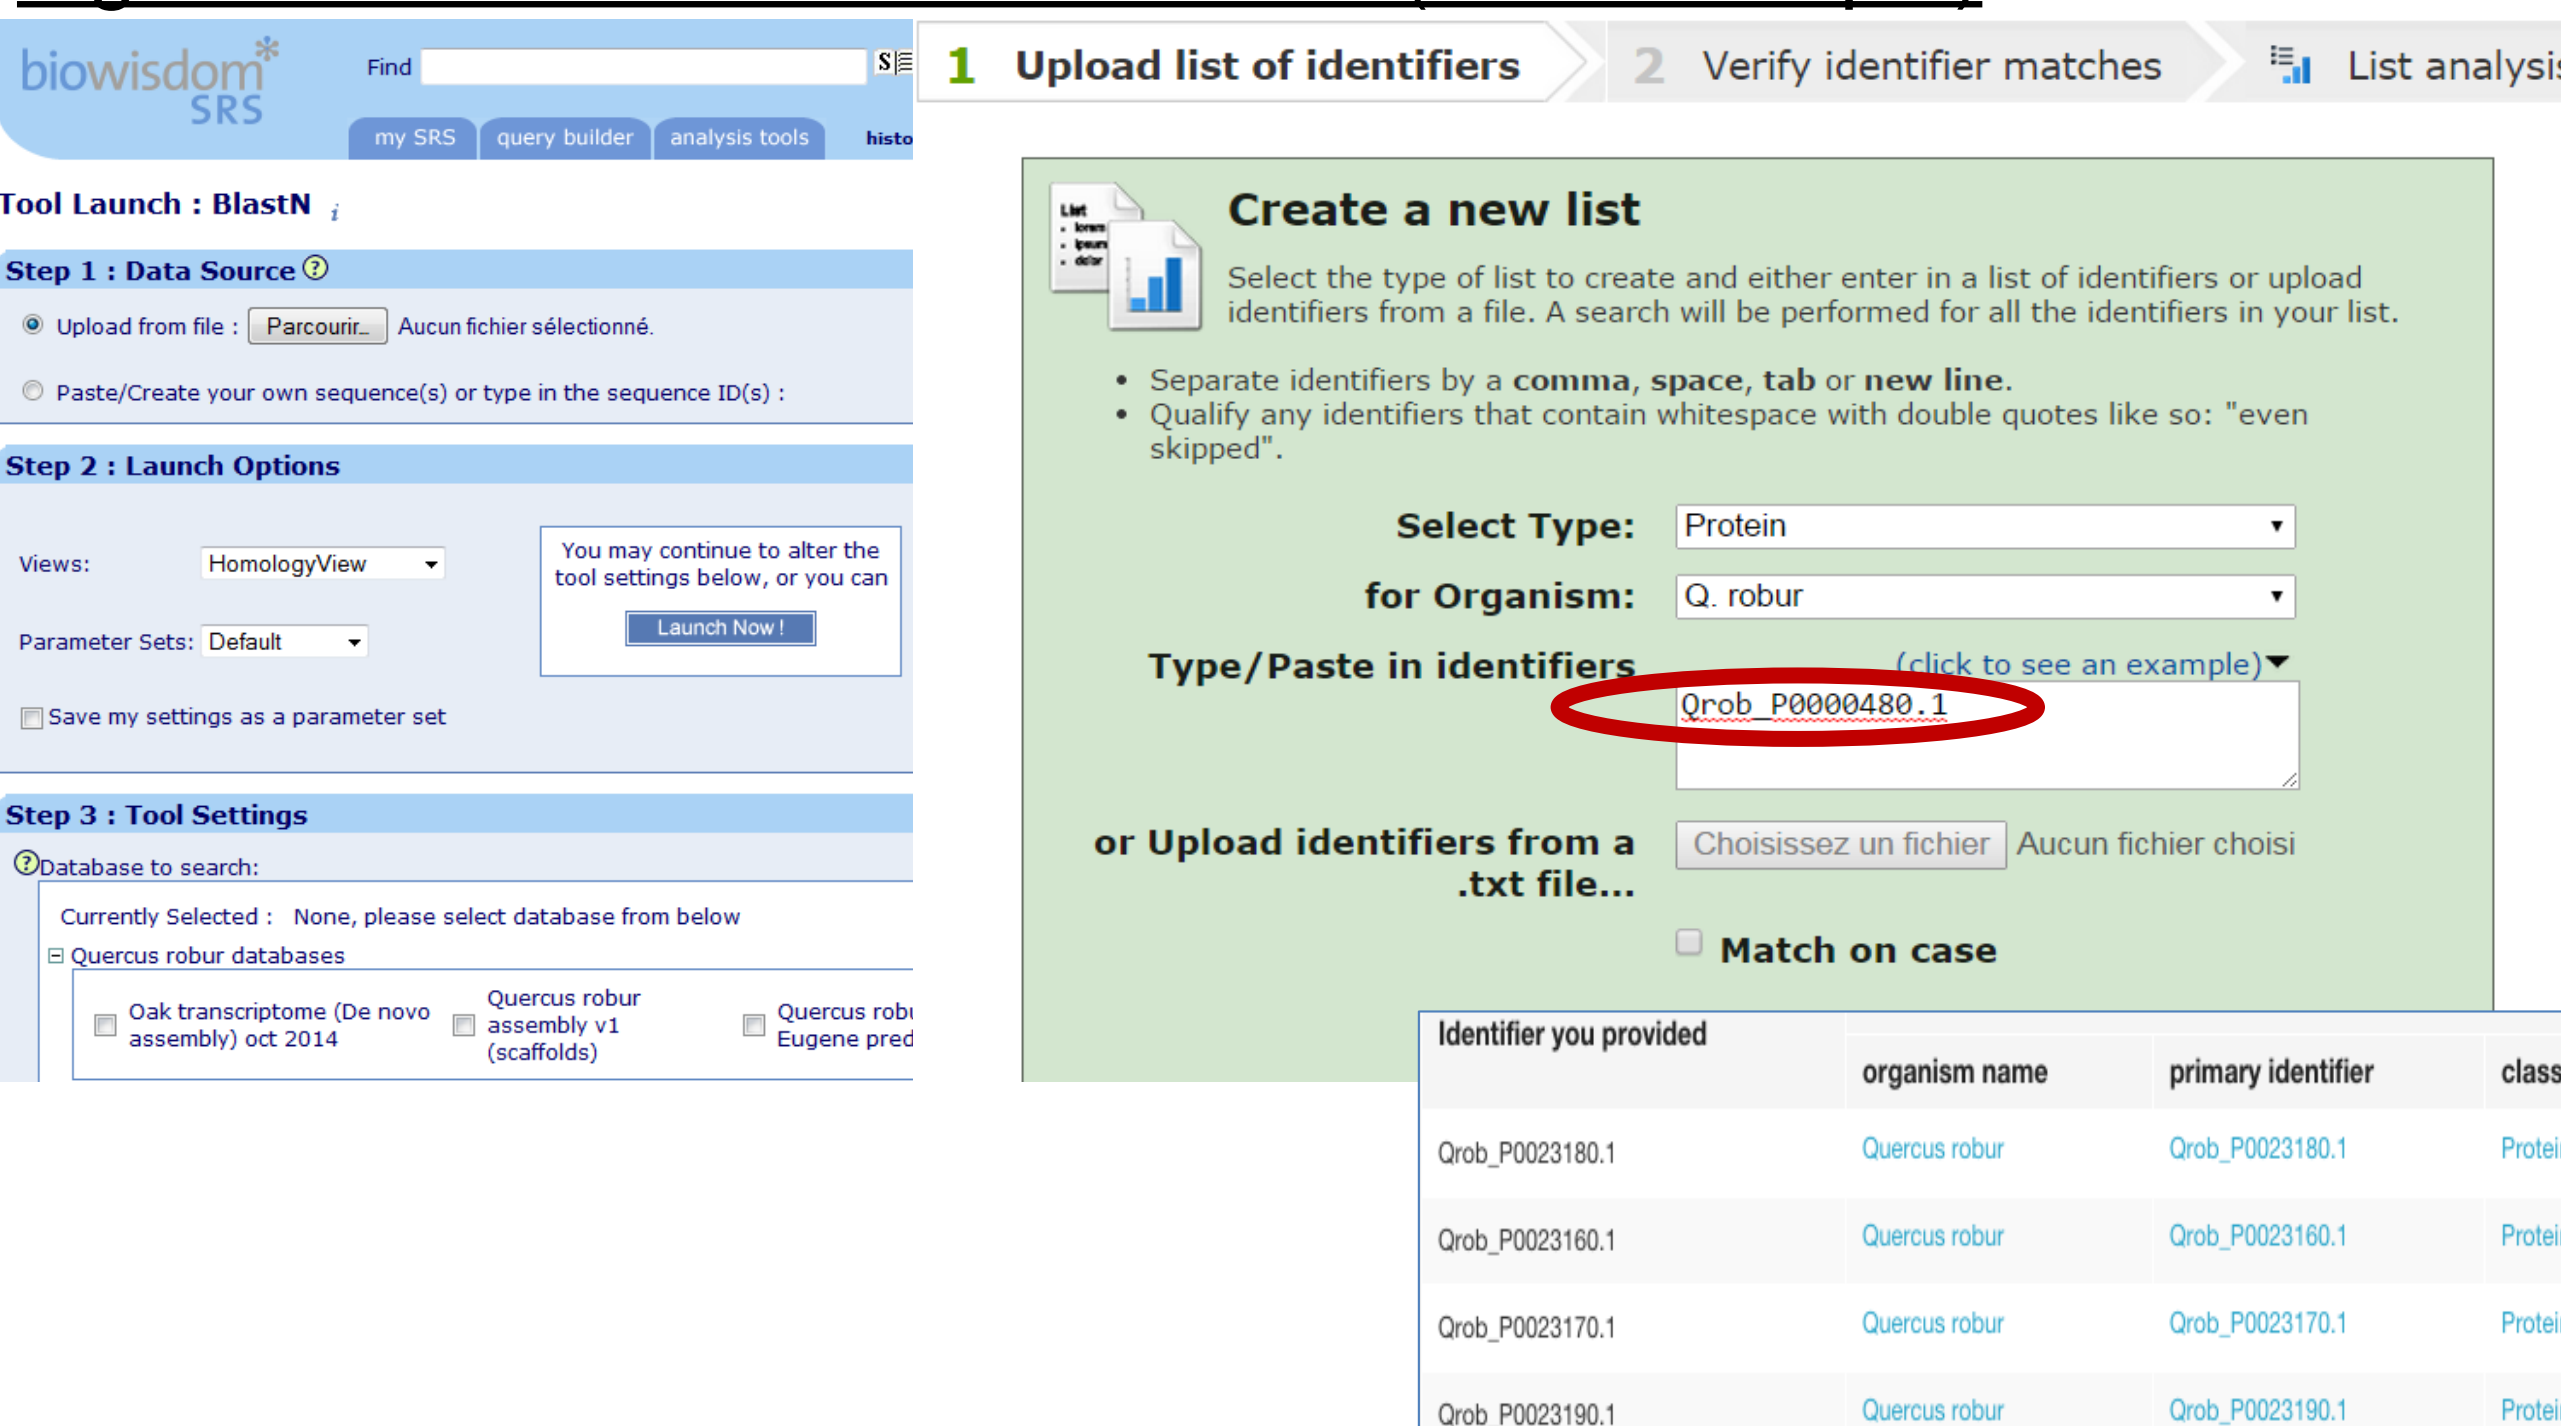 biowisdom*
SRS
Find
S
my SRS
query builder
analysis tools
Tool Launch : BlastN i
Step 1 : Data Source ?
Upload from file : Parcourir_ Aucun fichier sélectionné.
Paste/Create your own sequence(s) or type in the sequence ID(s) :
Step 2 : Launch Options
Views: HomologyView
You may continue to alter the
tool settings below, or you can
Launch Now !
Parameter Sets: Default
Save my settings as a parameter set
Step 3 : Tool Settings
? Database to search:
Currently Selected : None, please select database from below
Quercus robur databases
Oak transcriptome (De novo
assembly) oct 2014
Quercus robur
assembly v1
(scaffolds)
Quercus
Eugene
1 Upload list of identifiers
2 Verify identifier matches
List
List
lorem
ipsum
dolor
Create a new list
Select the type of list to create and either enter in a list of identifiers or upload
identifiers from a file. A search will be performed for all the identifiers in your list.
• Separate identifiers by a comma, space, tab or new line.
• Qualify any identifiers that contain whitespace with double quotes like so: "even
skipped".
Select Type: Protein
for Organism: Q. robur
Type/Paste in identifiers (click to see an example)
Qrob_P0000480.1
or Upload identifiers from a
.txt file...
Choisissez un fichier Aucun fichier choisi
Match on case
Identifier you provided
organism name primary identifier class
Qrob_P0023180.1 Quercus robur Qrob_P0023180.1
Qrob_P0023160.1 Quercus robur Qrob_P0023160.1
Qrob_P0023170.1 Quercus robur Qrob_P0023170.1
Qrob_P0023190.1 Quercus robur Qrob_P0023190.1